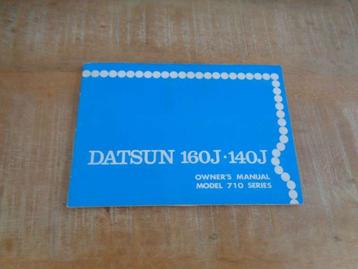 DATSUN 160J·140J
OWNER'S MANUAL
MODEL 710 SERIES